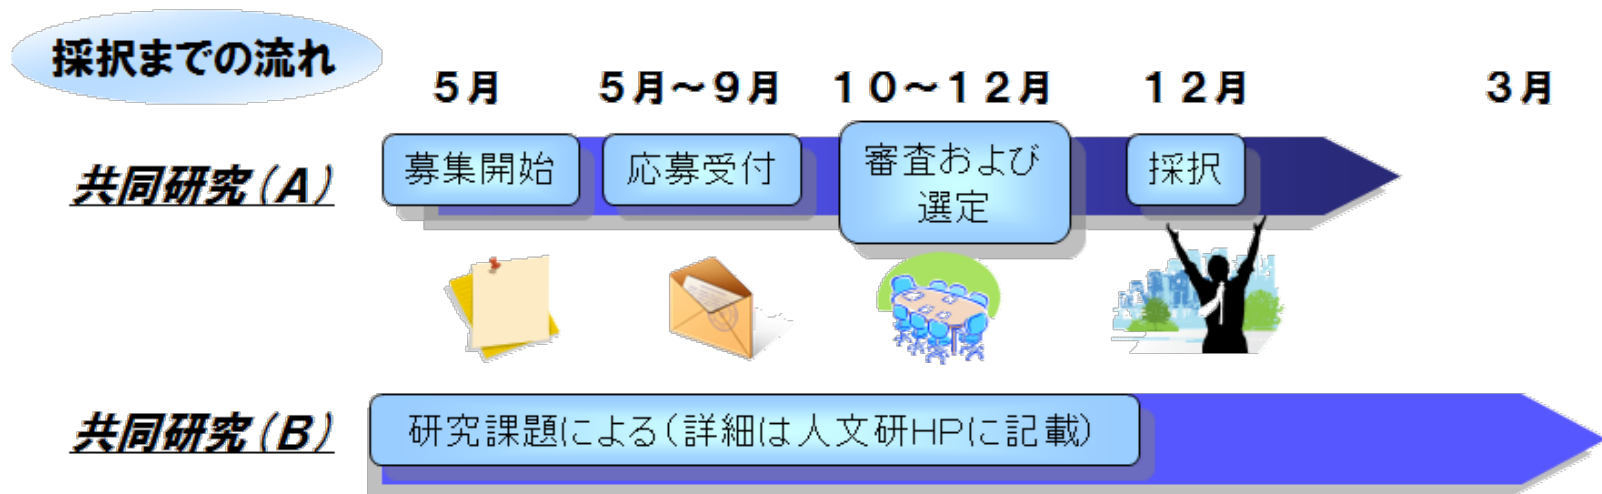 採択までの流れ
5月
5月～9月
10～12月
12月
3月
共同研究(A)
募集開始
応募受付
審査および
選定
採択
共同研究(B)
研究課題による(詳細は人文研HPに記載)